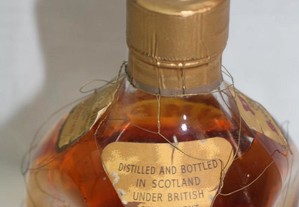 DISTILLED AND BOTTLED
IN SCOTLAND
UNDER BRITISH